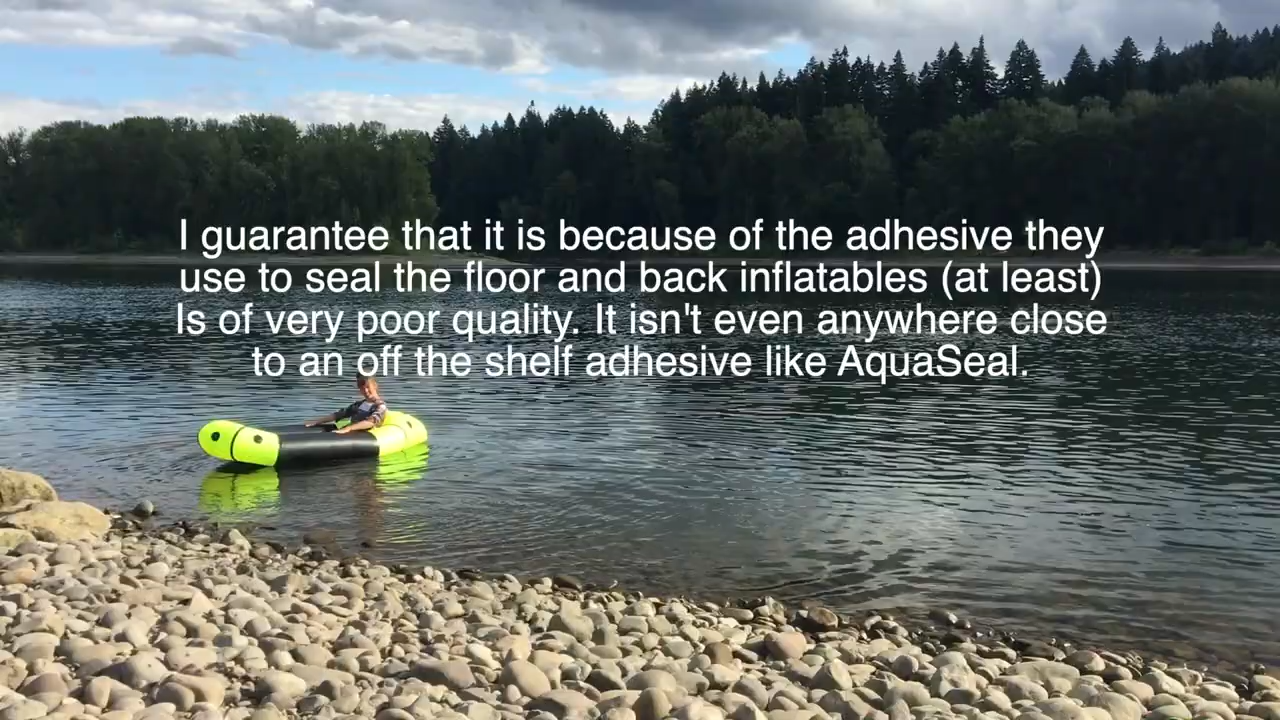 I guarantee that it is because of the adhesive they
use to seal the floor and back inflatables (at least)
Is of very poor quality. It isn't even anywhere close
to an off the shelf adhesive like AquaSeal.